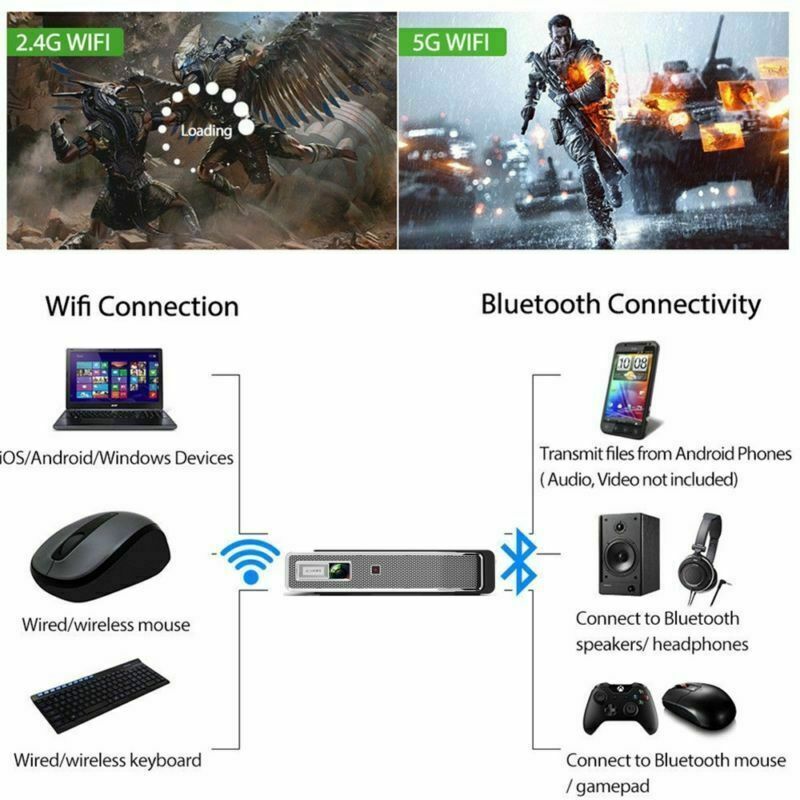 2.4G WIFI
Loading
5G WIFI
Wifi Connection
Bluetooth Connectivity
10 08
iOS/Android/Windows Devices
Transmit files from Android Phones
( Audio, Video not included)
Wired/wireless mouse
Connect to Bluetooth
speakers/ headphones
Wired/wireless keyboard
Connect to Bluetooth mouse
/ gamepad